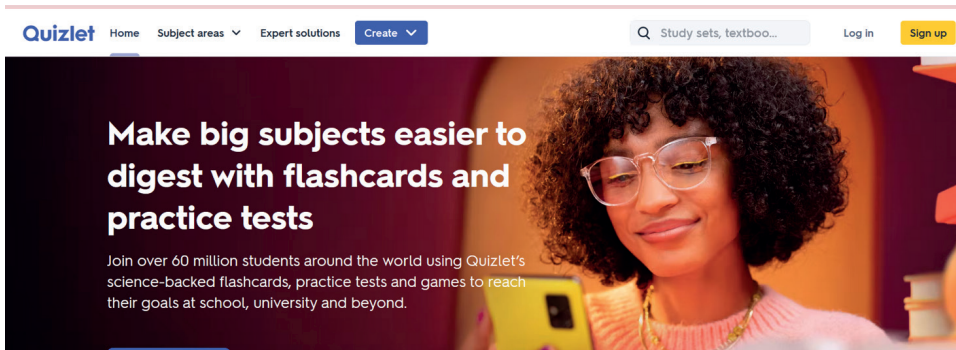 Quizlet Home Subject areas Expert solutions Create Study sets, textboo... Log in Sign up
Make big subjects easier to
digest with flashcards and
practice tests
Join over 60 million students around the world using Quizlet's
science-backed flashcards, practice tests and games to reach
their goals at school, university and beyond.